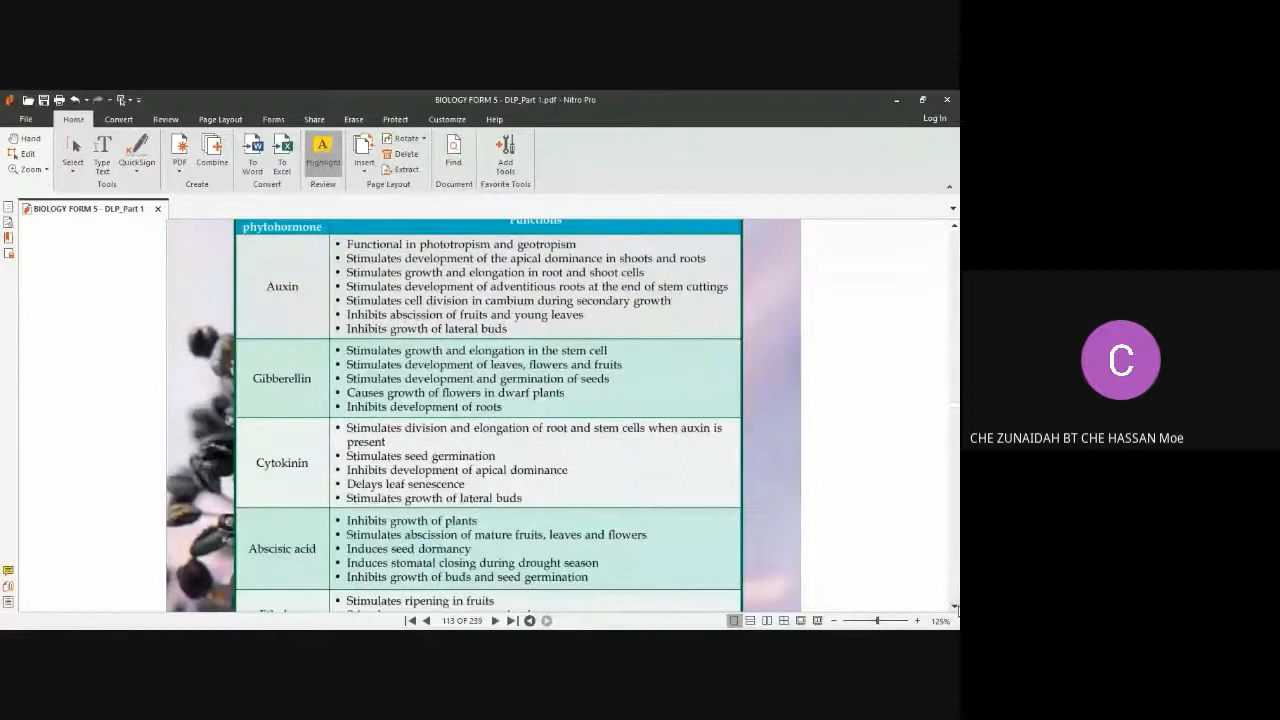 BIOLOGY FORM 5 - DLP_Part 1.pdf - Nitro Pro
File Home Convert Review Page Layout Forms Share Erase Protect Customize Help Log In
Hand
Edit
Zoom
Select
Type Text
QuickSign
Tools
PDF
Combine
Create
To Word
To Excel
Convert
Highlight
Review
Insert
Rotate
Delete
Extract
Page Layout
Find
Document
Add Tools
Favorite Tools
BIOLOGY FORM 5 - DLP_Part 1
phytohormone Functions
Auxin
• Functional in phototropism and geotropism
• Stimulates development of the apical dominance in shoots and roots
• Stimulates growth and elongation in root and shoot cells
• Stimulates development of adventitious roots at the end of stem cuttings
• Stimulates cell division in cambium during secondary growth
• Inhibits abscission of fruits and young leaves
• Inhibits growth of lateral buds
Gibberellin
• Stimulates growth and elongation in the stem cell
• Stimulates development of leaves, flowers and fruits
• Stimulates development and germination of seeds
• Causes growth of flowers in dwarf plants
• Inhibits development of roots
Cytokinin
• Stimulates division and elongation of root and stem cells when auxin is
present
• Stimulates seed germination
• Inhibits development of apical dominance
• Delays leaf senescence
• Stimulates growth of lateral buds
Abscisic acid
• Inhibits growth of plants
• Stimulates abscission of mature fruits, leaves and flowers
• Induces seed dormancy
• Induces stomatal closing during drought season
• Inhibits growth of buds and seed germination
• Stimulates ripening in fruits
113 OF 239
125%
C
CHE ZUNAIDAH BT CHE HASSAN Moe